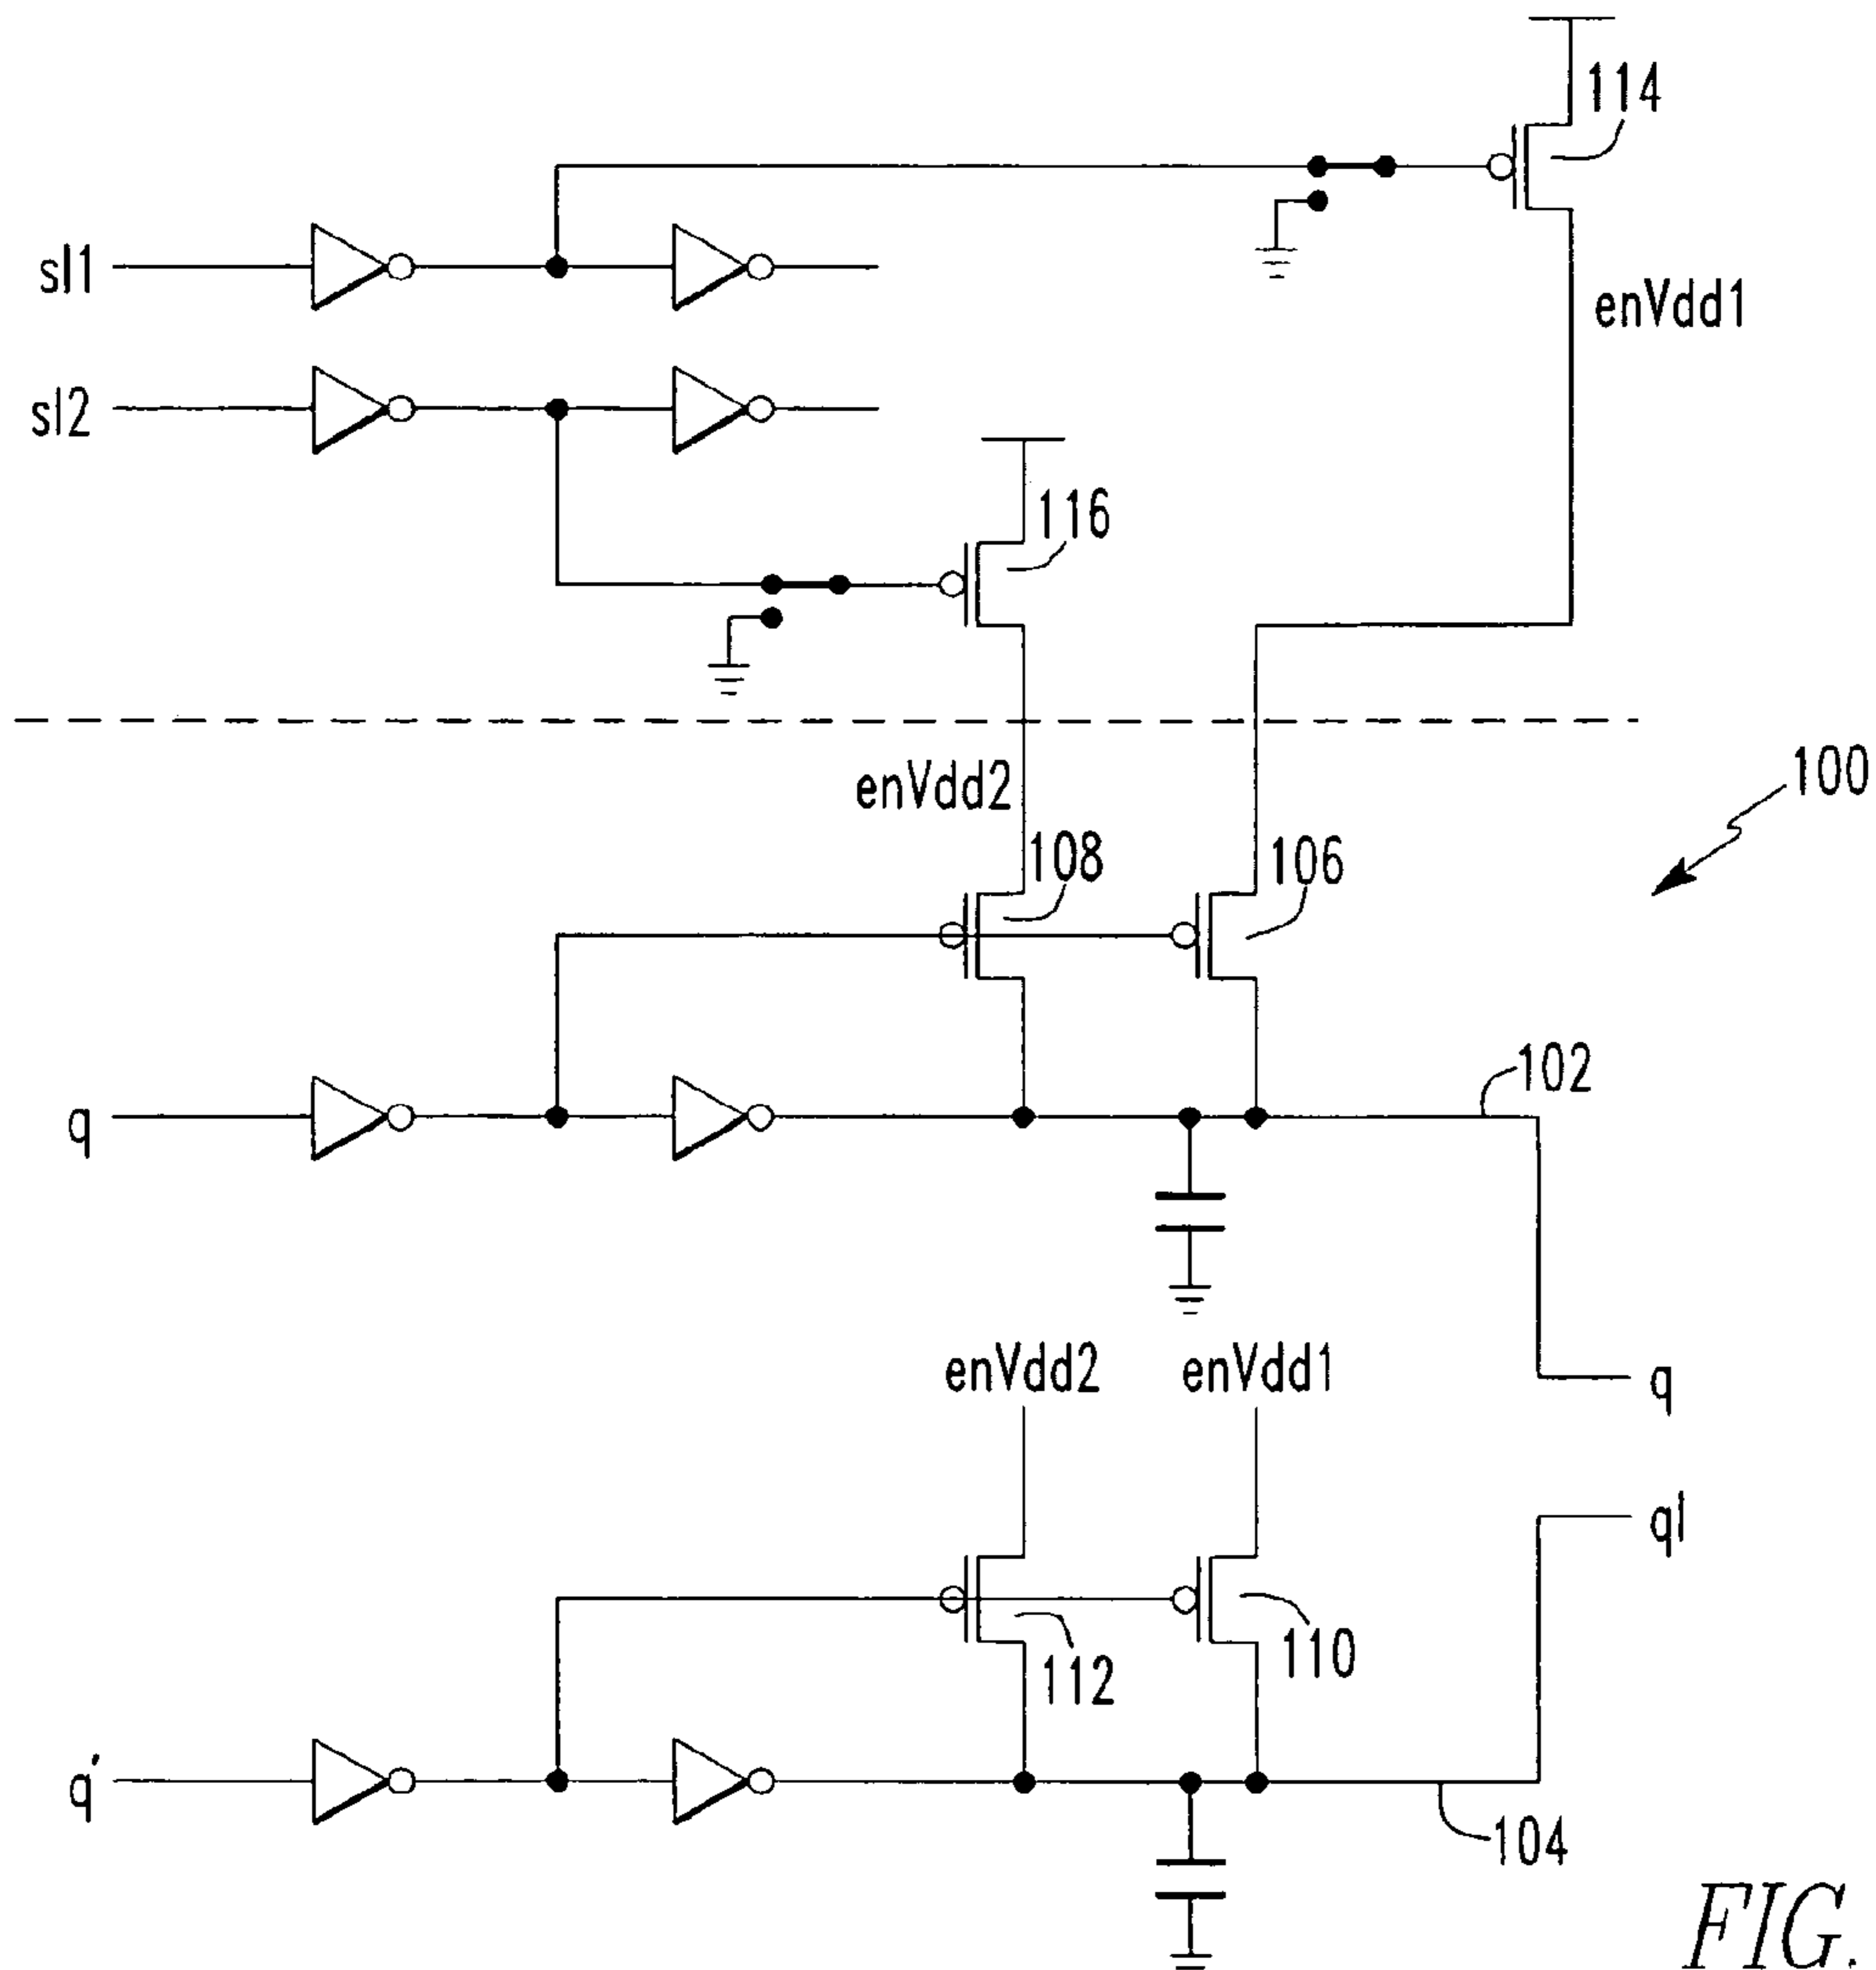 114
sl1
enVdd1
sl2
116
enVdd2
100
108
106
102
q
enVdd2
enVdd1
q
ql
112
110
q'
104
FIG.